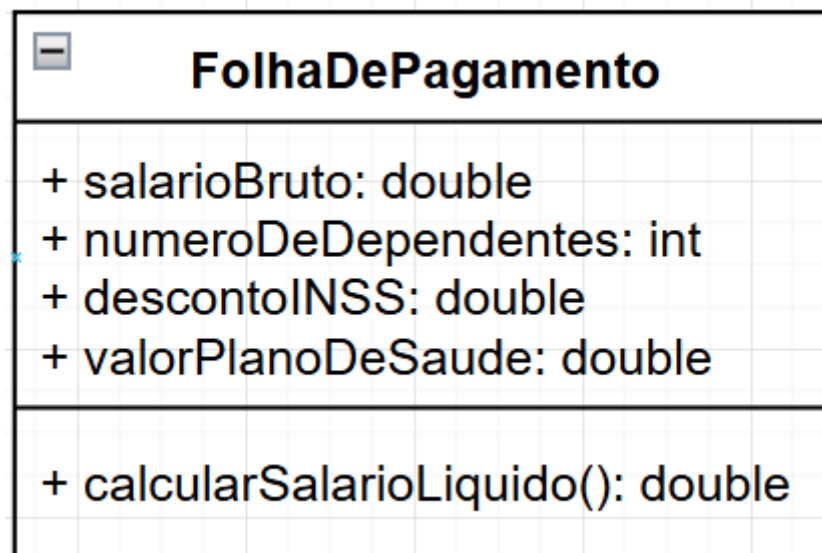 FolhaDePagamento
+ salarioBruto: double
+ numeroDeDependentes: int
+ descontoINSS: double
+ valorPlanoDeSaude: double
+ calcularSalarioLiquido(): double